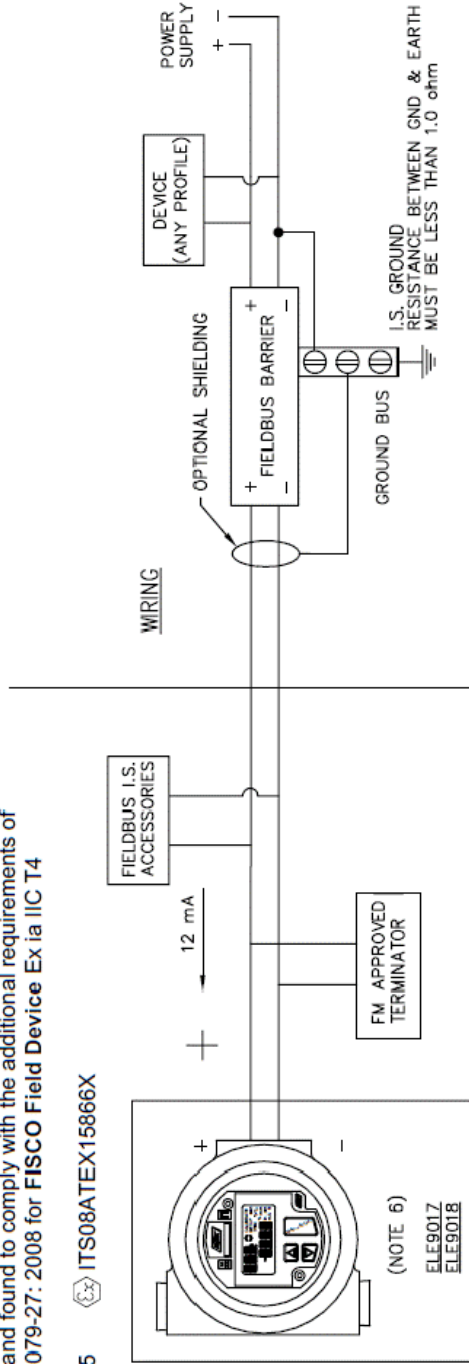 and found to comply with the additional requirements of
079-27: 2008 for FISCO Field Device Ex ia IIC T4
5 Ex ITS08ATEX15866X
(NOTE 6)
ELE9017
ELE9018
+
-
+
12 mA
FM APPROVED
TERMINATOR
FIELDBUS I.S.
ACCESSORIES
WIRING
OPTIONAL SHIELDING
+
-
FIELDBUS BARRIER
+
-
GROUND BUS
DEVICE
(ANY PROFILE)
POWER
SUPPLY
+
-
I.S. GROUND
RESISTANCE BETWEEN GND & EARTH
MUST BE LESS THAN 1.0 ohm